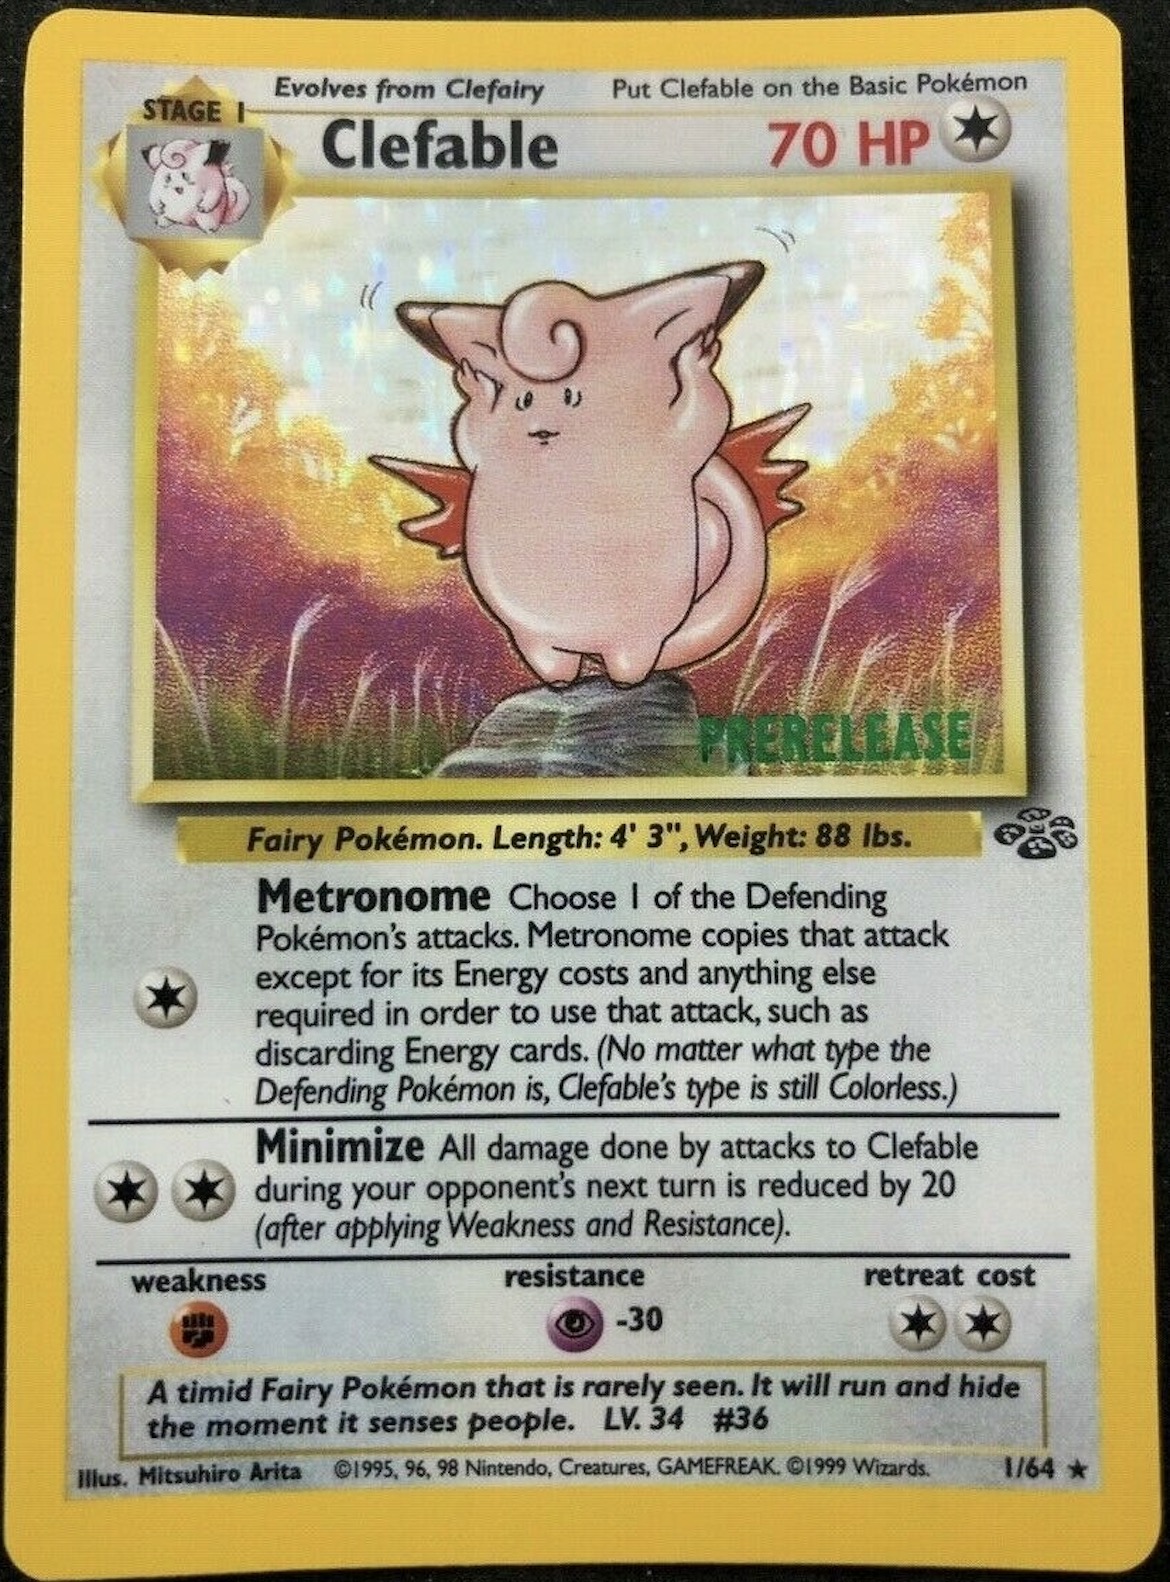 Evolves from Clefairy Put Clefable on the Basic Pokémon
STAGE 1
Clefable 70 HP
PRERELEASE
Fairy Pokémon. Length: 4' 3", Weight: 88 lbs.
Metronome Choose 1 of the Defending
Pokémon's attacks. Metronome copies that attack
except for its Energy costs and anything else
required in order to use that attack, such as
discarding Energy cards. (No matter what type the
Defending Pokémon is, Clefable's type is still Colorless.)
Minimize All damage done by attacks to Clefable
during your opponent's next turn is reduced by 20
(after applying Weakness and Resistance).
weakness resistance retreat cost
-30
A timid Fairy Pokémon that is rarely seen. It will run and hide
the moment it senses people. LV. 34 #36
Illus. Mitsuhiro Arita ©1995, 96, 98 Nintendo, Creatures, GAMEFREAK. ©1999 Wizards. 1/64 ★